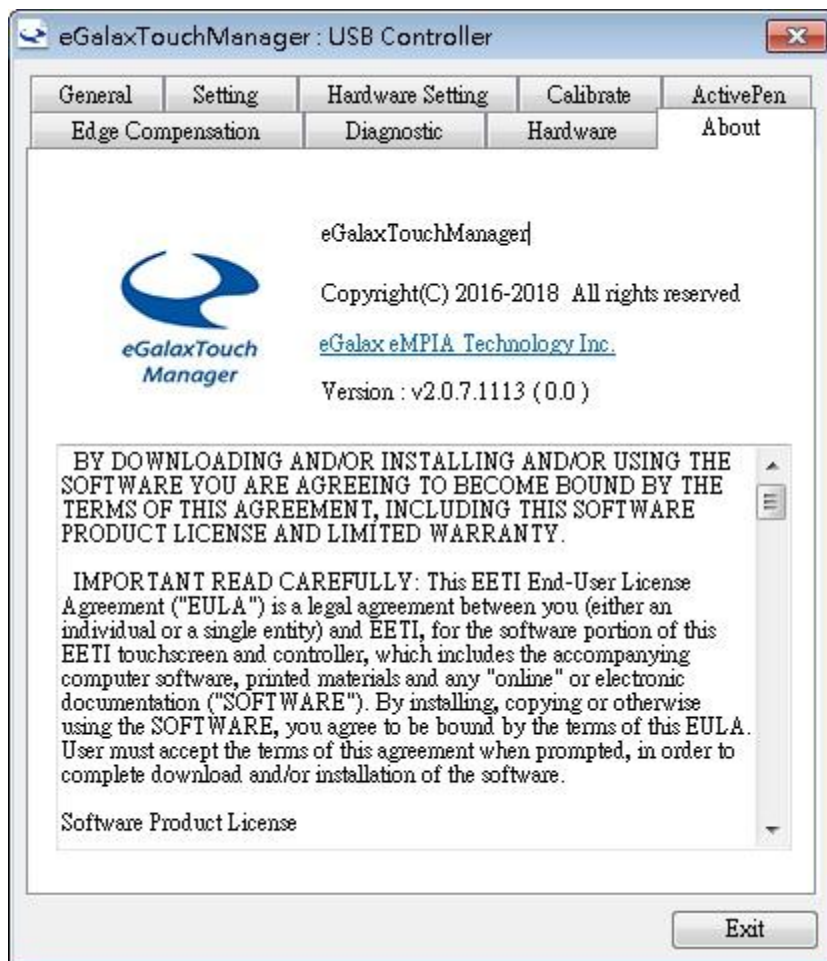 eGalaxTouchManager : USB Controller
General Setting Hardware Setting Calibrate ActivePen
Edge Compensation Diagnostic Hardware About
eGalaxTouchManager
Copyright(C) 2016-2018 All rights reserved
eGalaxTouch
Manager
eGalax eMPIA Technology Inc.
Version : v2.0.7.1113 ( 0.0 )
BY DOWNLOADING AND/OR INSTALLING AND/OR USING THE
SOFTWARE YOU ARE AGREEING TO BECOME BOUND BY THE
TERMS OF THIS AGREEMENT, INCLUDING THIS SOFTWARE
PRODUCT LICENSE AND LIMITED WARRANTY.
IMPORTANT READ CAREFULLY: This EETI End-User License
Agreement ("EULA") is a legal agreement between you (either an
individual or a single entity) and EETI, for the software portion of this
EETI touchscreen and controller, which includes the accompanying
computer software, printed materials and any "online" or electronic
documentation ("SOFTWARE"). By installing, copying or otherwise
using the SOFTWARE, you agree to be bound by the terms of this EULA.
User must accept the terms of this agreement when prompted, in order to
complete download and/or installation of the software.
Software Product License
Exit